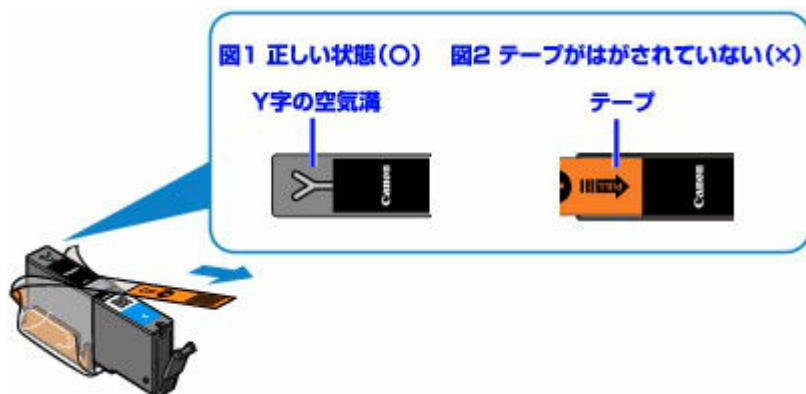 図1 正しい状態(○)
図2 テープがはがされていない(×)
Y字の空気溝
テープ
Canon
Canon